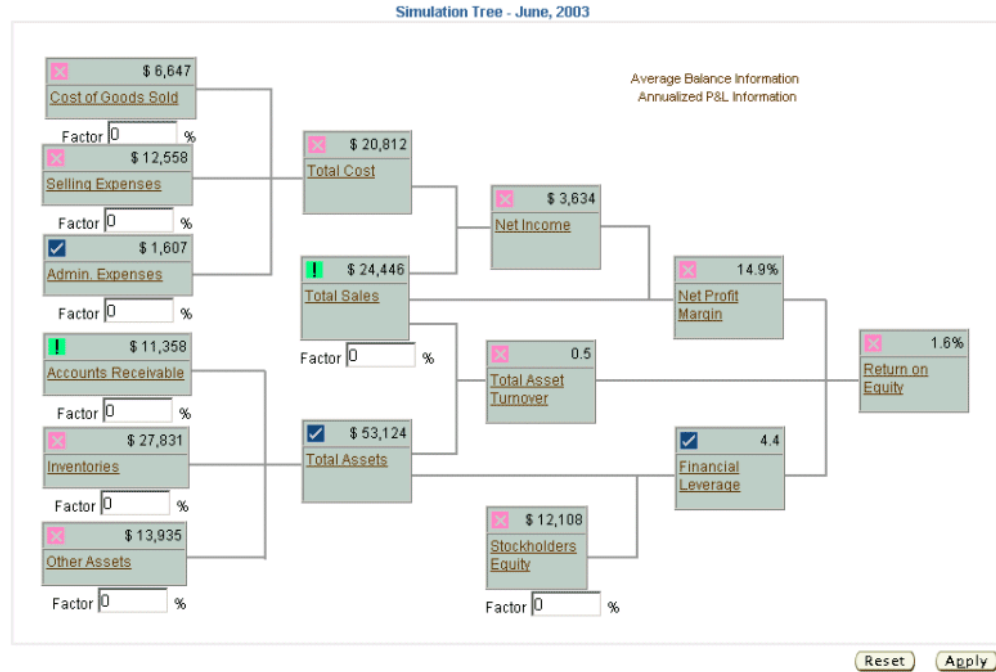 Simulation Tree - June, 2003
Average Balance Information
Annualized P&L Information
$ 6,647
Cost of Goods Sold
Factor 0 %
$ 12,558
Selling Expenses
Factor 0 %
$ 1,607
Admin. Expenses
Factor 0 %
$ 11,358
Accounts Receivable
Factor 0 %
$ 27,831
Inventories
Factor 0 %
$ 13,935
Other Assets
Factor 0 %
$ 20,812
Total Cost
! $ 24,446
Total Sales
Factor 0 %
$ 53,124
Total Assets
$ 3,634
Net Income
0.5
Total Asset
Turnover
$ 12,108
Stockholders
Equity
Factor 0 %
14.9%
Net Profit
Margin
4.4
Financial
Leverage
1.6%
Return on
Equity
Reset Apply